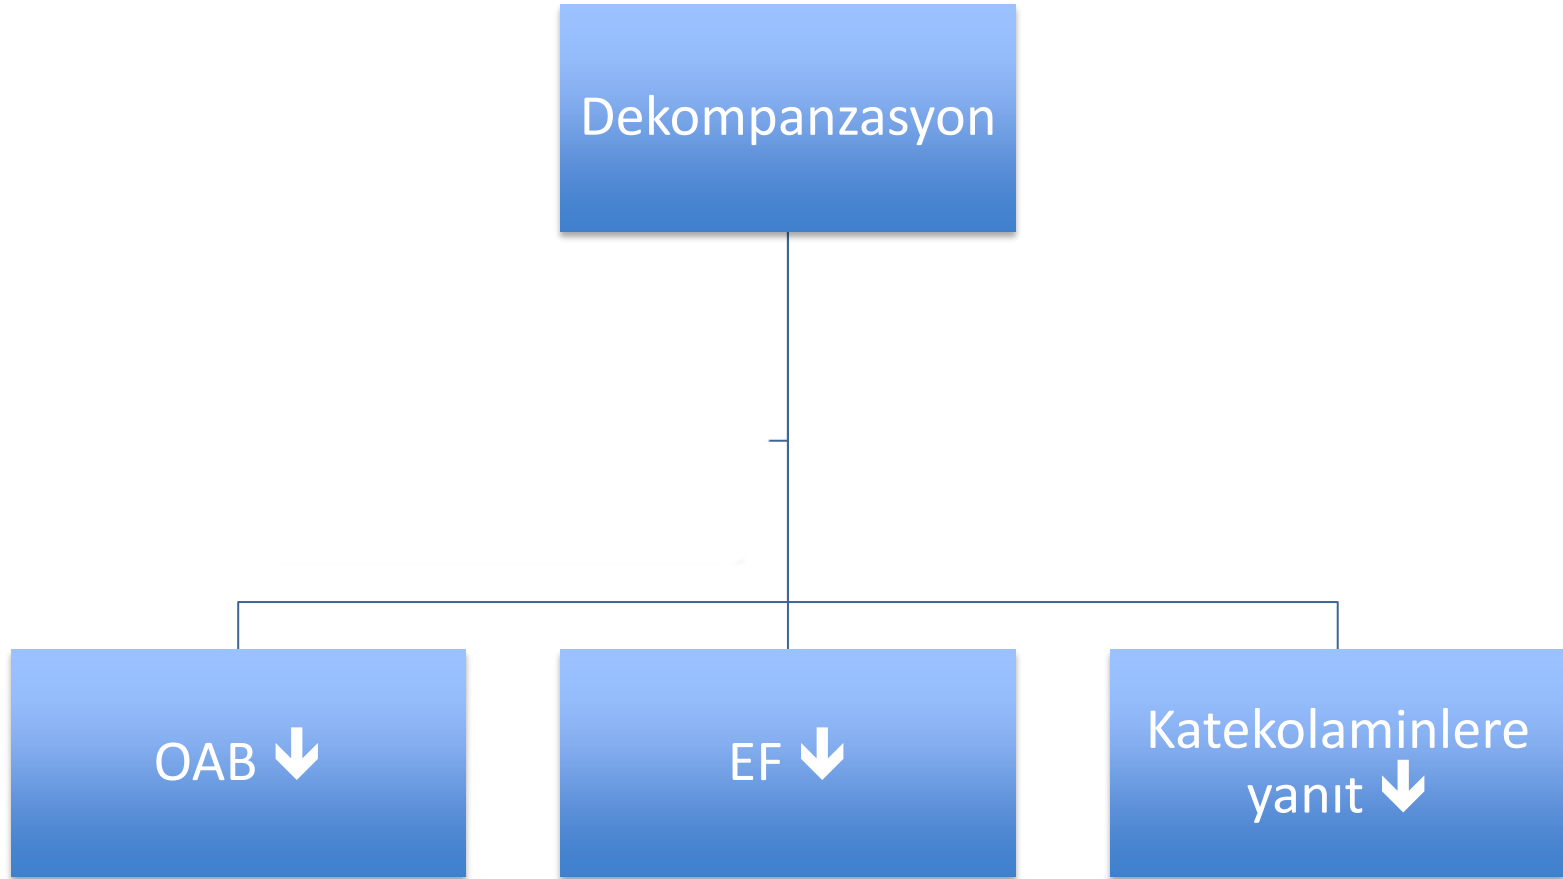 Dekompanzasyon
OAB 🡻
EF 🡻
Katekolaminlere
yanıt 🡻